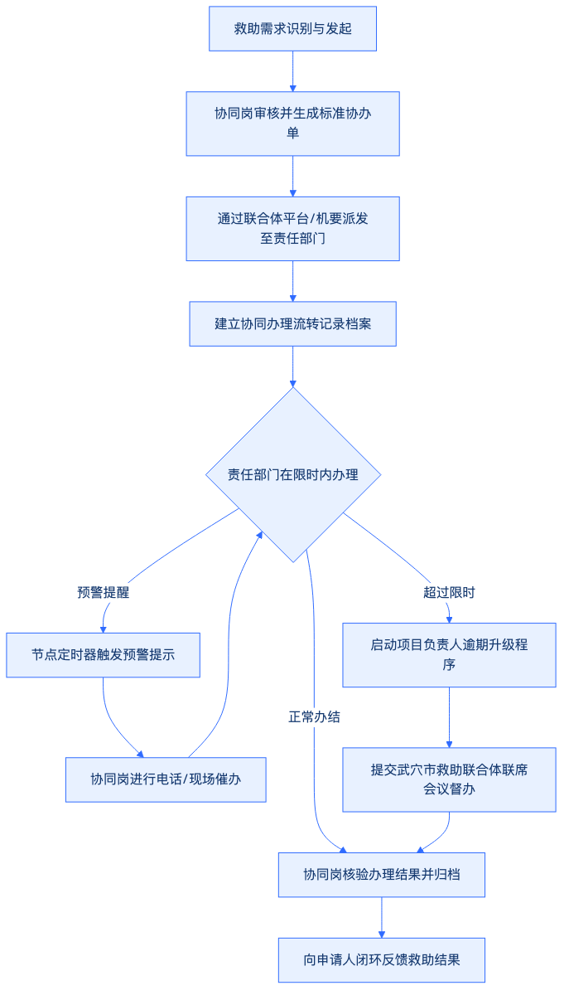 救助需求识别与发起
协同岗审核并生成标准协办
单
通过联合体平台/机要派发
至责任部门
建立协同办理流转记录档案
责任部门在限时内办理
预警提醒
超过限时
节点定时器触发预警提示
启动项目负责人逾期升级程
序
正常办结
协同岗进行电话/现场催办
提交武穴市救助联合体联席
会议督办
协同岗核验办理结果并归档
向申请人闭环反馈救助结果